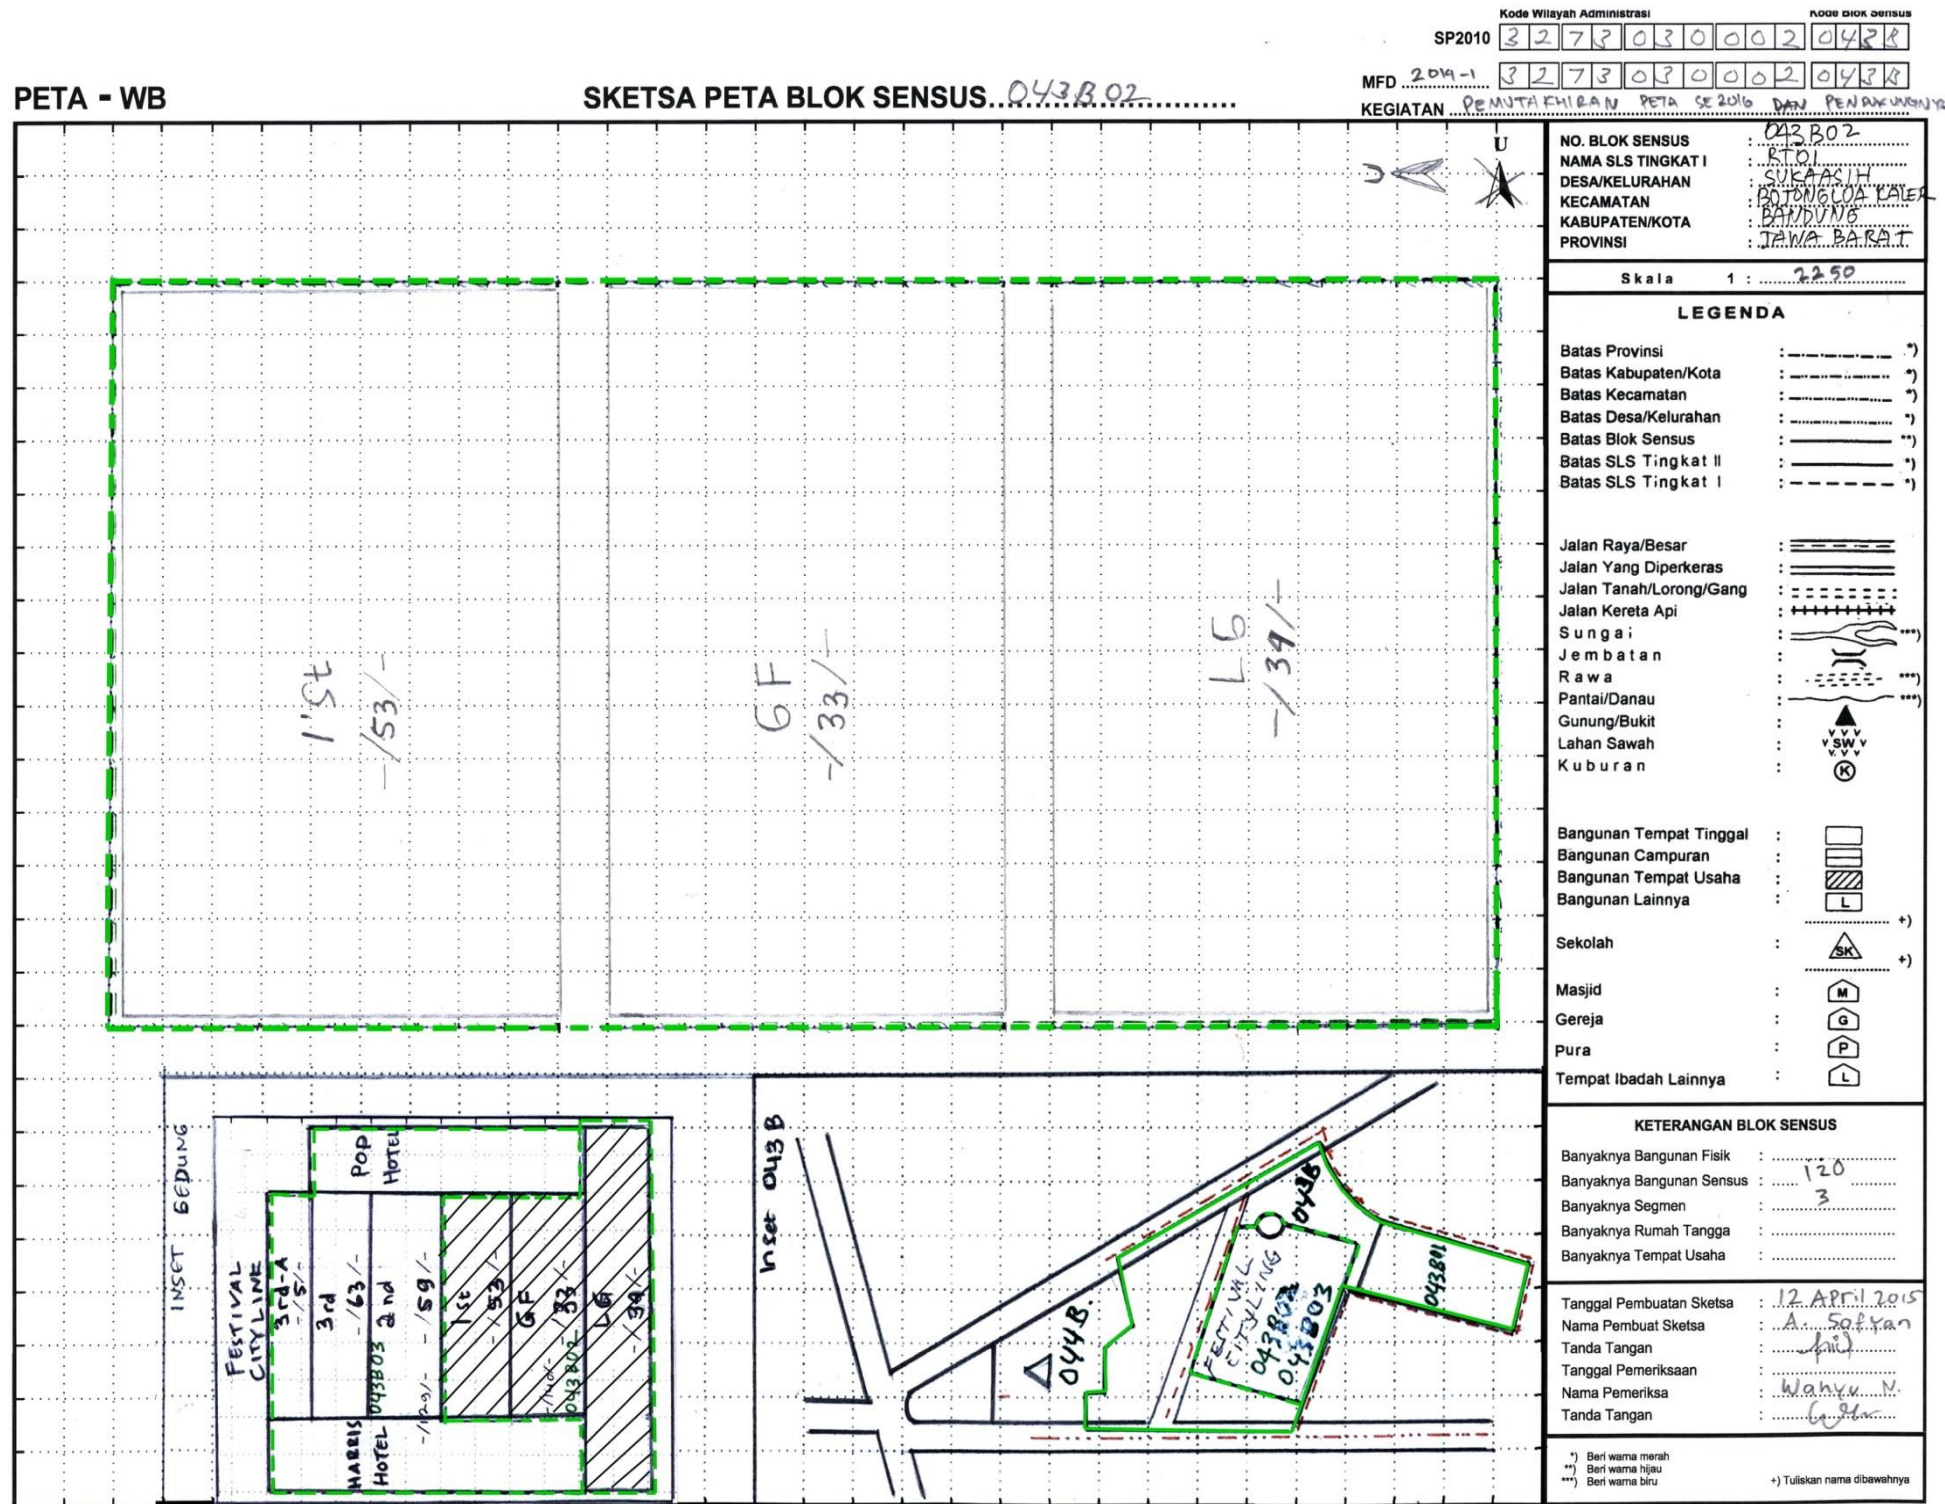 Kode Wilayah Administrasi Kode Blok Sensus
SP2010 3 2 7 3 0 3 0 0 0 2 0 4 3 B
MFD 2014-1 3 2 7 3 0 3 0 0 0 2 0 4 3 B
PETA - WB
SKETSA PETA BLOK SENSUS 043B02
KEGIATAN PEMUTAKHIRAN PETA SE2016 DAN PENDUKUNGNYA
U
U
1'St
-/53/-
GF
-/33/-
LG
-/34/-
NO. BLOK SENSUS : 043B02
NAMA SLS TINGKAT I : RT01
DESA/KELURAHAN : SUKAASIH
KECAMATAN : BOJONGLOA KALER
KABUPATEN/KOTA : BANDUNG
PROVINSI : JAWA BARAT
Skala 1 : 2250
LEGENDA
Batas Provinsi : *)
Batas Kabupaten/Kota : *)
Batas Kecamatan : *)
Batas Desa/Kelurahan : *)
Batas Blok Sensus : **)
Batas SLS Tingkat II : *)
Batas SLS Tingkat I : *)
Jalan Raya/Besar :
Jalan Yang Diperkeras :
Jalan Tanah/Lorong/Gang :
Jalan Kereta Api :
Sungai : ***)
Jembatan :
Rawa : ***)
Pantai/Danau : ***)
Gunung/Bukit :
Lahan Sawah : SW
Kuburan : K
Bangunan Tempat Tinggal :
Bangunan Campuran :
Bangunan Tempat Usaha :
Bangunan Lainnya : L
+)
Sekolah : SK
+)
Masjid : M
Gereja : G
Pura : P
Tempat Ibadah Lainnya : L
KETERANGAN BLOK SENSUS
Banyaknya Bangunan Fisik :
Banyaknya Bangunan Sensus : 120
Banyaknya Segmen : 3
Banyaknya Rumah Tangga :
Banyaknya Tempat Usaha :
Tanggal Pembuatan Sketsa : 12 April 2015
Nama Pembuat Sketsa : A. Sofyan
Tanda Tangan :
Tanggal Pemeriksaan :
Nama Pemeriksa : Wahyu N.
Tanda Tangan :
*) Beri warna merah
**) Beri warna hijau
***) Beri warna biru
+) Tuliskan nama dibawahnya
INSET GEDUNG
FESTIVAL
CITYLINK
3rd-A
-/5/-
3rd
-/63/-
043B03
2nd
-/59/-
1st
-/53/-
GF
043B02
LG
-/34/-
POP
HOTEL
HARRIS
HOTEL
Inset 043B
044B.
FESTIVAL
CITYLING
043B02
043B03
043B
043B01